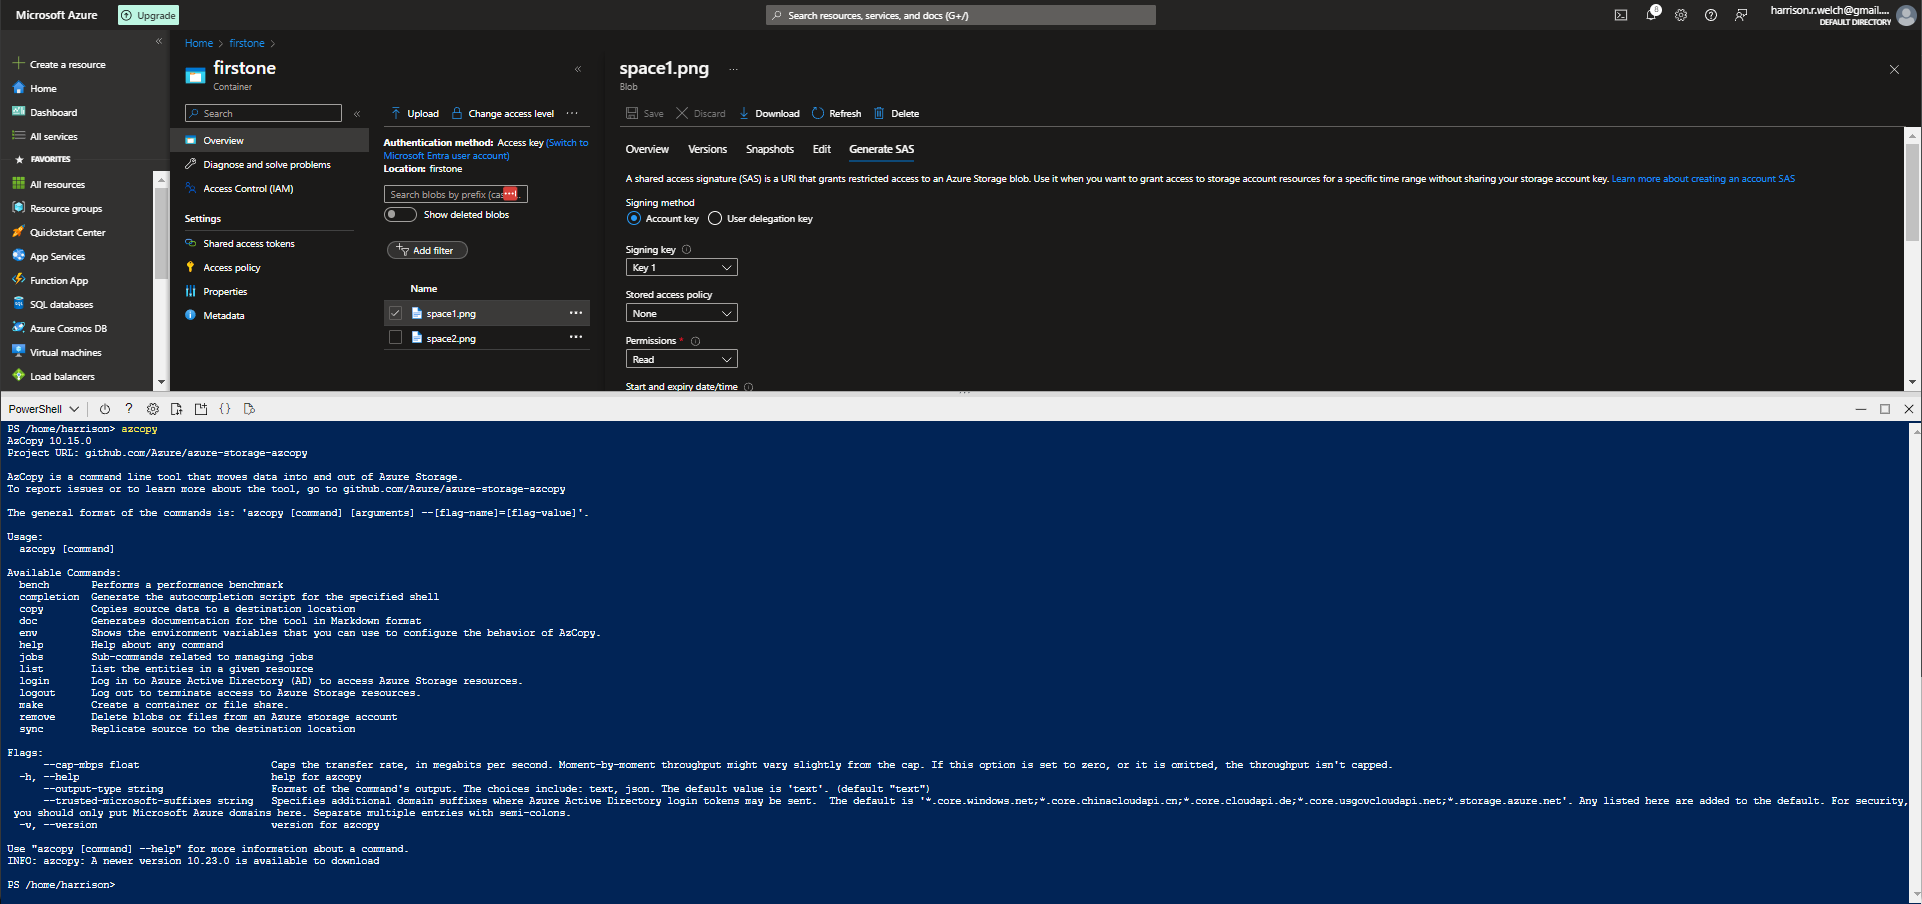 Microsoft Azure
Upgrade
Search resources, services, and docs (G+/)
8
harrison.r.welch@gmail....
DEFAULT DIRECTORY
Create a resource
Home
Dashboard
All services
FAVORITES
All resources
Resource groups
Quickstart Center
App Services
Function App
SQL databases
Azure Cosmos DB
Virtual machines
Load balancers
Home > firstone >
firstone
Container
Search
Overview
Diagnose and solve problems
Access Control (IAM)
Settings
Shared access tokens
Access policy
Properties
Metadata
Upload
Change access level
Authentication method: Access key (Switch to
Microsoft Entra user account)
Location: firstone
Search blobs by prefix (cas
Show deleted blobs
Add filter
Name
space1.png
space2.png
space1.png
Blob
Save
Discard
Download
Refresh
Delete
Overview
Versions
Snapshots
Edit
Generate SAS
A shared access signature (SAS) is a URI that grants restricted access to an Azure Storage blob. Use it when you want to grant access to storage account resources for a specific time range without sharing your storage account key. Learn more about creating an account SAS
Signing method
Account key
User delegation key
Signing key
Key 1
Stored access policy
None
Permissions *
Read
Start and expiry date/time
PowerShell
PS /home/harrison> azcopy
AzCopy 10.15.0
Project URL: github.com/Azure/azure-storage-azcopy
AzCopy is a command line tool that moves data into and out of Azure Storage.
To report issues or to learn more about the tool, go to github.com/Azure/azure-storage-azcopy
The general format of the commands is: 'azcopy [command] [arguments] --[flag-name]=[flag-value]'.
Usage:
azcopy [command]
Available Commands:
bench Performs a performance benchmark
completion Generate the autocompletion script for the specified shell
copy Copies source data to a destination location
doc Generates documentation for the tool in Markdown format
env Shows the environment variables that you can use to configure the behavior of AzCopy.
help Help about any command
jobs Sub-commands related to managing jobs
list List the entities in a given resource
login Log in to Azure Active Directory (AD) to access Azure Storage resources.
logout Log out to terminate access to Azure Storage resources.
make Create a container or file share.
remove Delete blobs or files from an Azure storage account
sync Replicate source to the destination location
Flags:
--cap-mbps float Caps the transfer rate, in megabits per second. Moment-by-moment throughput might vary slightly from the cap. If this option is set to zero, or it is omitted, the throughput isn't capped.
-h, --help help for azcopy
--output-type string Format of the command's output. The choices include: text, json. The default value is 'text'. (default "text")
--trusted-microsoft-suffixes string Specifies additional domain suffixes where Azure Active Directory login tokens may be sent. The default is '*.core.windows.net;*.core.chinacloudapi.cn;*.core.cloudapi.de;*.core.usgovcloudapi.net;*.storage.azure.net'. Any listed here are added to the default. For security,
you should only put Microsoft Azure domains here. Separate multiple entries with semi-colons.
-v, --version version for azcopy
Use "azcopy [command] --help" for more information about a command.
INFO: azcopy: A newer version 10.23.0 is available to download
PS /home/harrison>